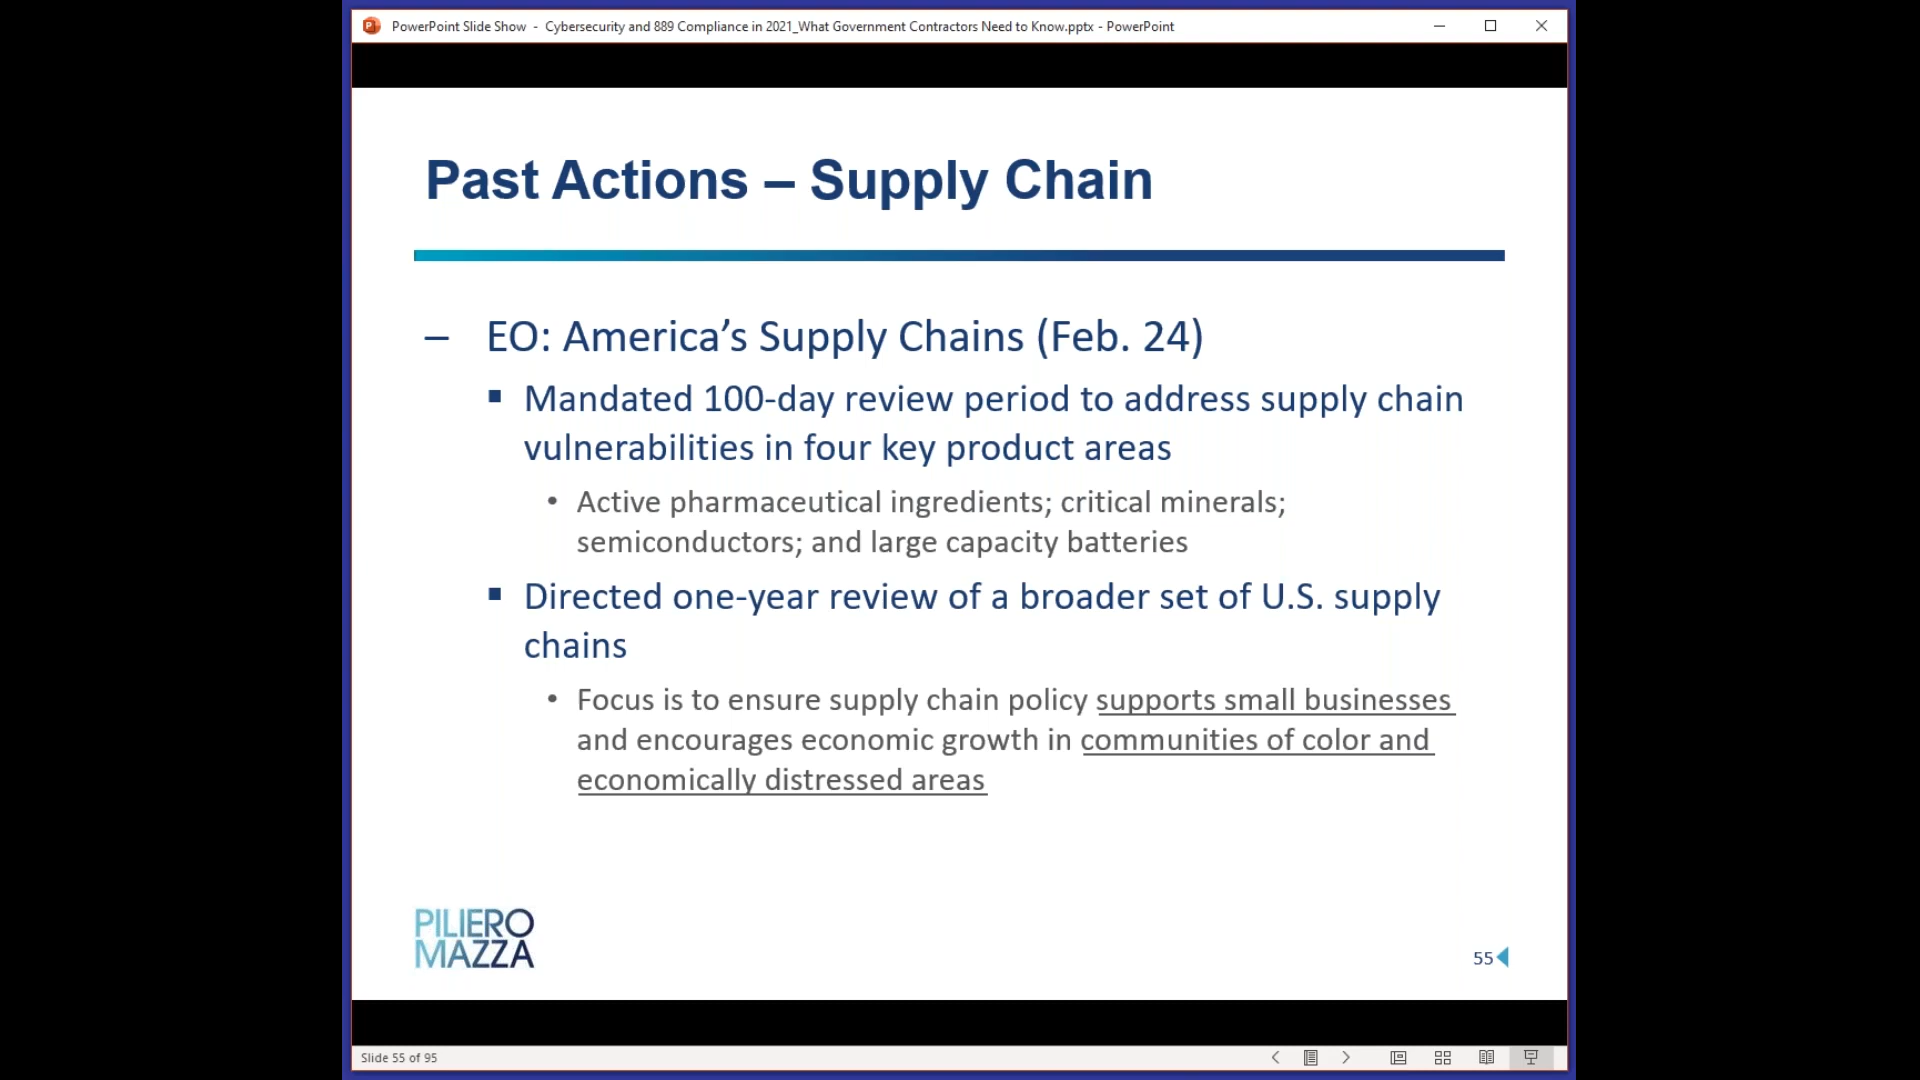 PowerPoint Slide Show - Cybersecurity and 889 Compliance in 2021_What Government Contractors Need to Know.pptx - PowerPoint
Past Actions – Supply Chain
– EO: America’s Supply Chains (Feb. 24)
▪ Mandated 100-day review period to address supply chain
vulnerabilities in four key product areas
• Active pharmaceutical ingredients; critical minerals;
semiconductors; and large capacity batteries
▪ Directed one-year review of a broader set of U.S. supply
chains
• Focus is to ensure supply chain policy supports small businesses
and encourages economic growth in communities of color and
economically distressed areas
PILIERO
MAZZA
55
Slide 55 of 95